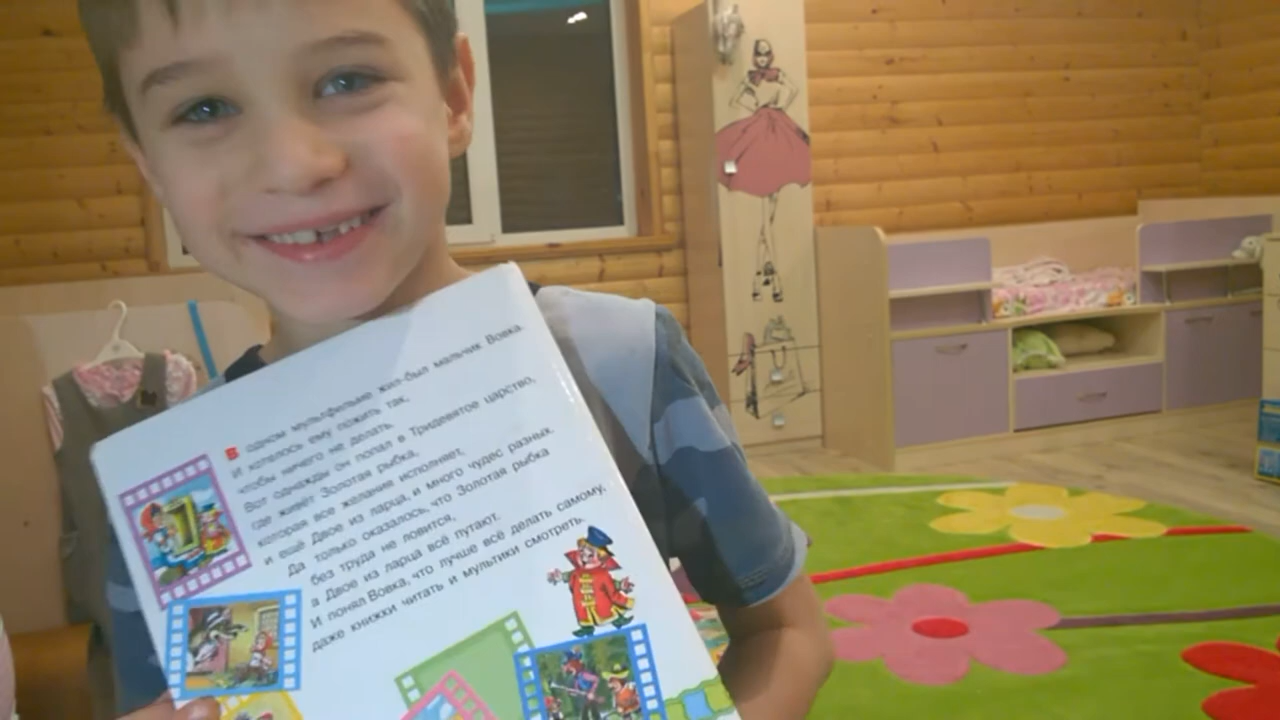 В одном мультфильме жил-был мальчик Вовка.
И хотелось ему пожить так,
чтобы ничего не делать.
Вот однажды он попал в Тридевятое царство,
где живёт Золотая рыбка,
которая все желания исполняет,
и ещё Двое из ларца, и много чудес разных.
Да только оказалось, что Золотая рыбка
без труда не ловится,
а Двое из ларца всё путают.
И понял Вовка, что лучше всё делать самому,
даже книжки читать и мультики смотреть.